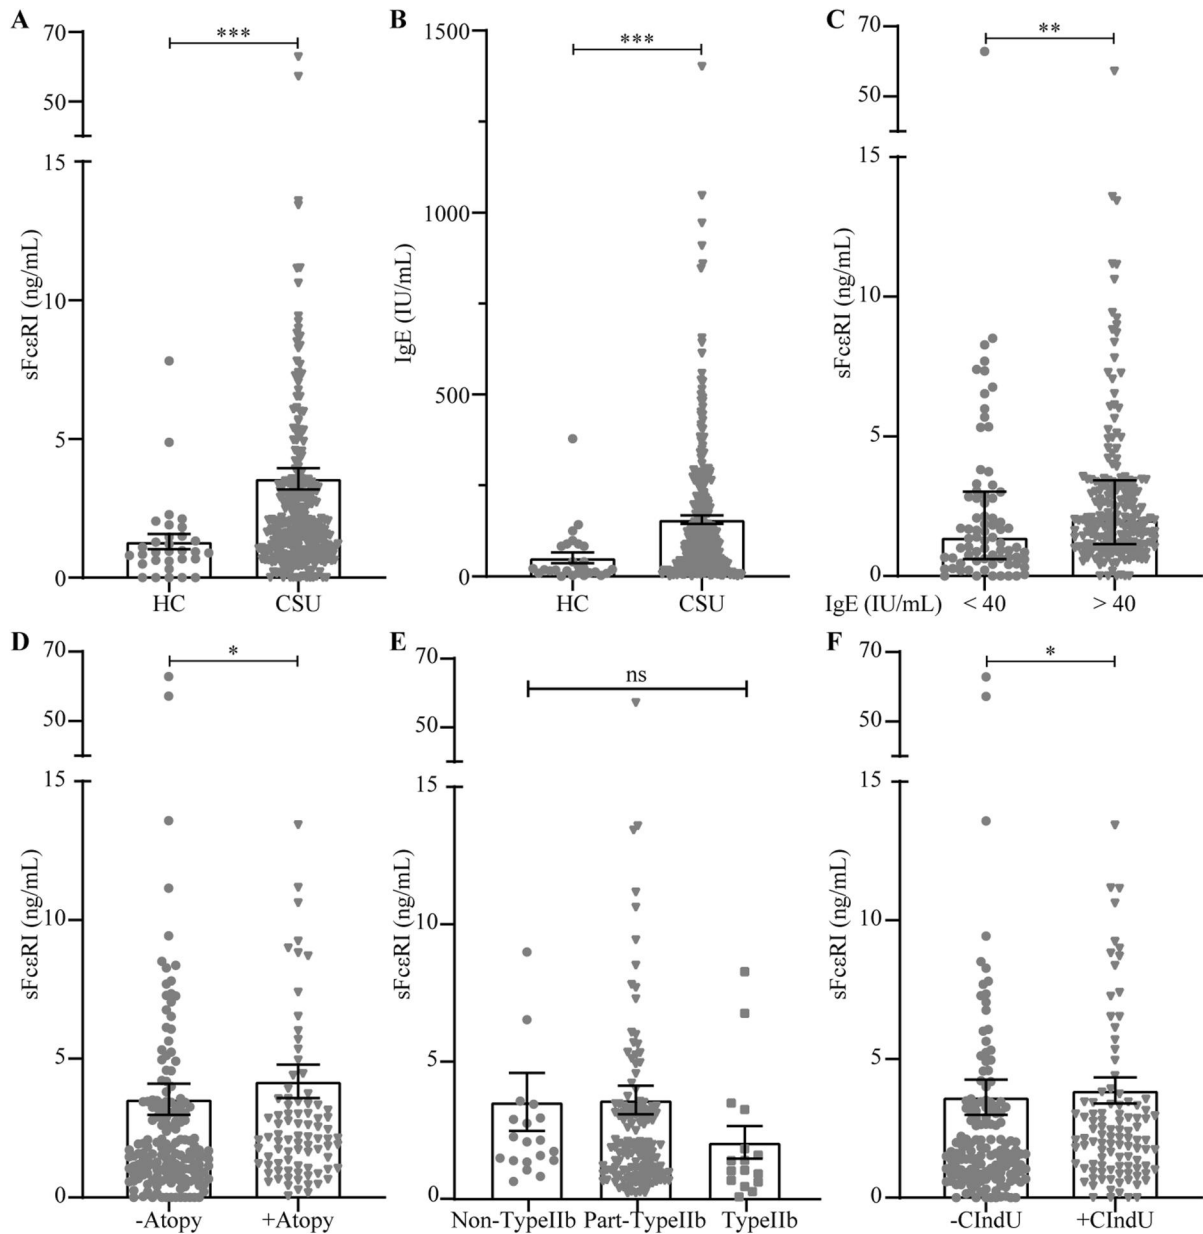 A
70
50
15
10
5
0
sFcεRI (ng/mL)
***
HC
CSU
B
1500
1000
500
0
IgE (IU/mL)
***
HC
CSU
C
70
50
15
10
5
0
sFcεRI (ng/mL)
**
IgE (IU/mL) < 40 > 40
D
70
50
15
10
5
0
sFcεRI (ng/mL)
*
-Atopy
+Atopy
E
70
50
15
10
5
0
sFcεRI (ng/mL)
ns
Non-TypeIIb
Part-TypeIIb
TypeIIb
F
70
50
15
10
5
0
sFcεRI (ng/mL)
*
-CIndU
+CIndU